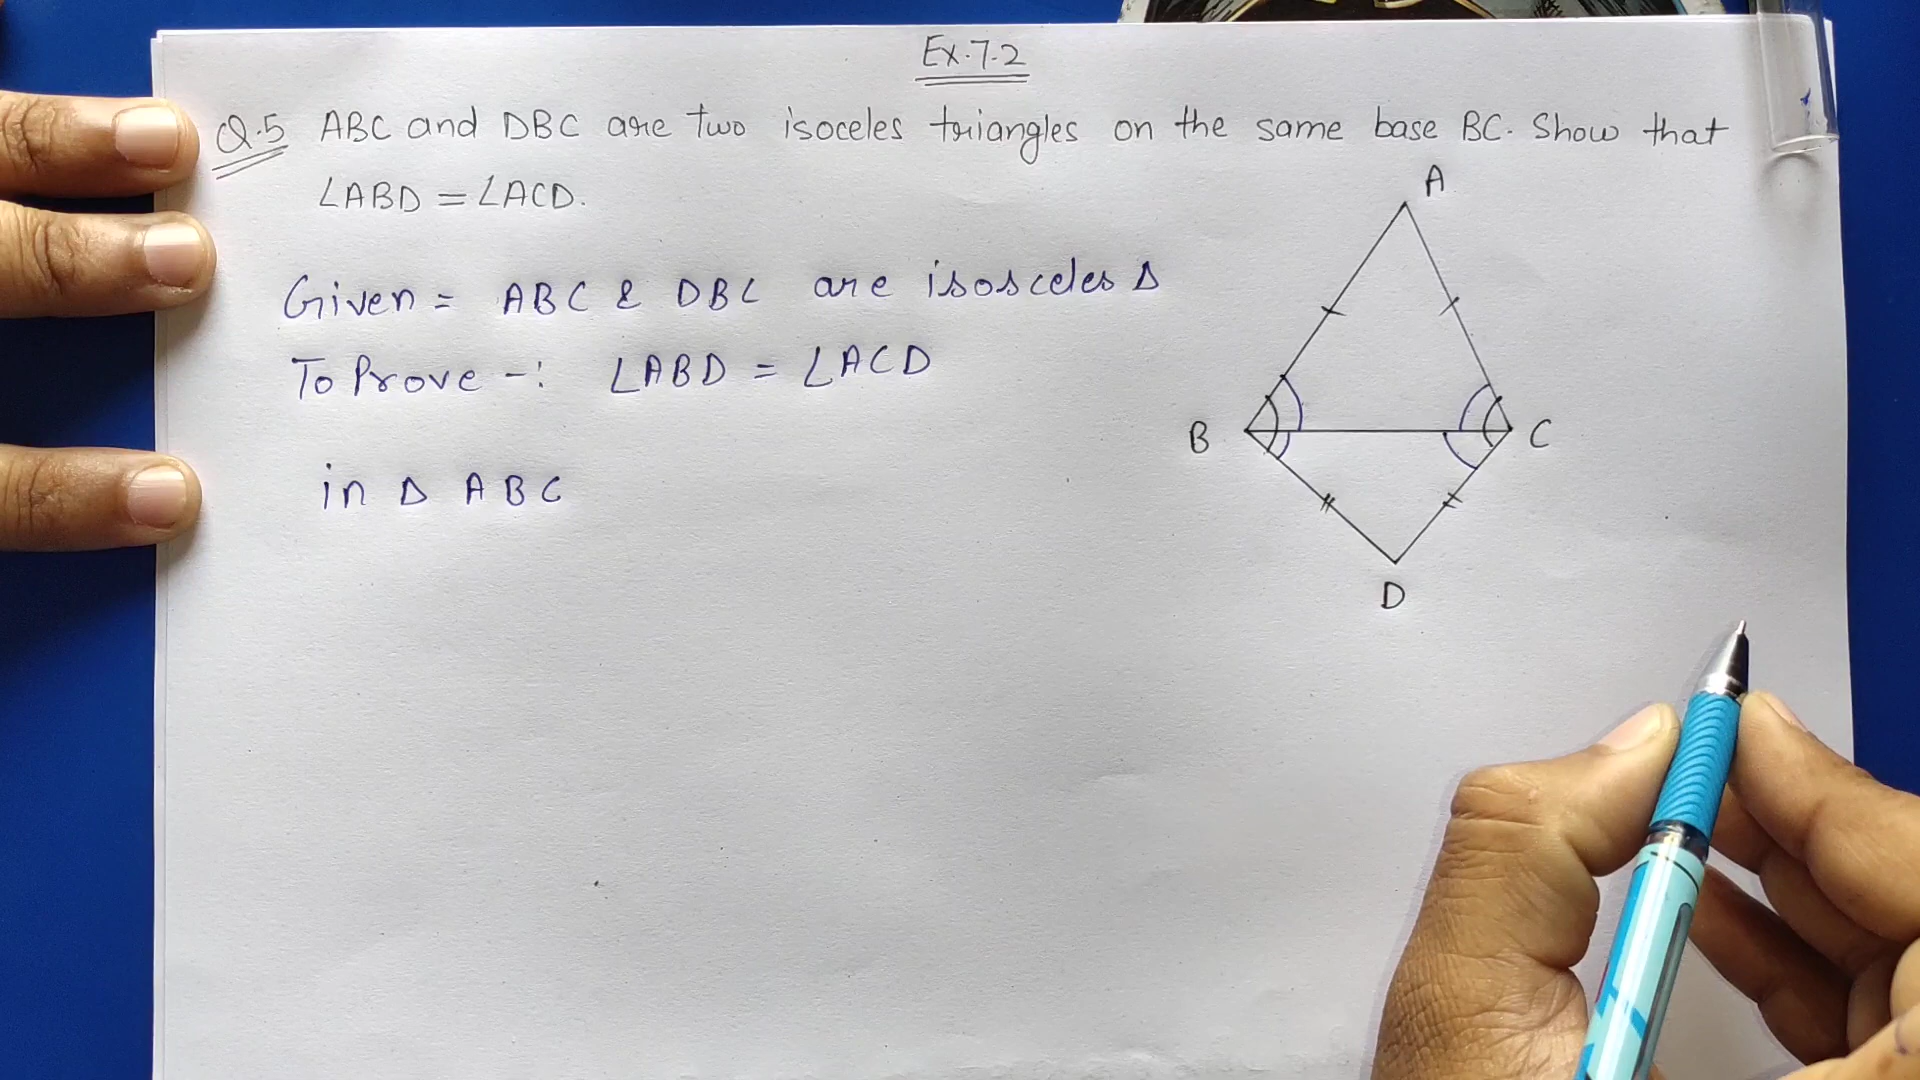 Ex.7.2
Q.5 ABC and DBC are two isoceles triangles on the same base BC. Show that
∠ABD = ∠ACD.
Given = ABC & DBC are isosceles Δ
To Prove -: ∠ABD = ∠ACD
in Δ ABC
A
B
C
D